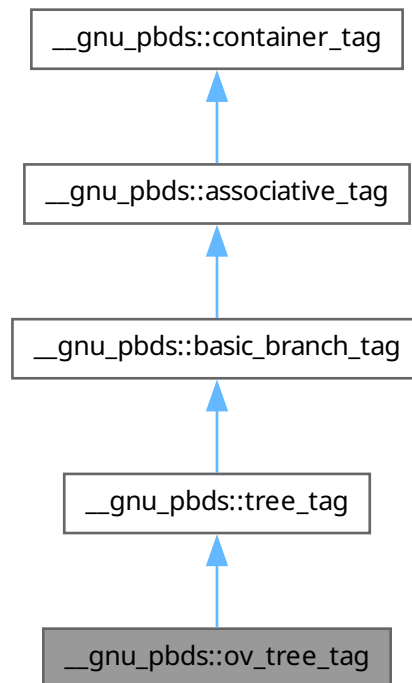 __gnu_pbds::container_tag
__gnu_pbds::associative_tag
__gnu_pbds::basic_branch_tag
__gnu_pbds::tree_tag
__gnu_pbds::ov_tree_tag